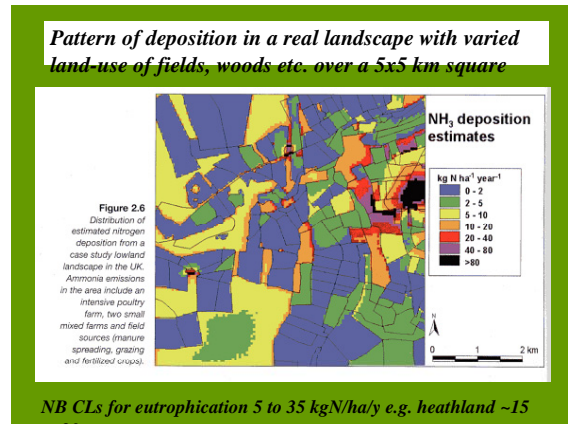 Pattern of deposition in a real landscape with varied
land-use of fields, woods etc. over a 5x5 km square
NH3 deposition
estimates
kg N ha-1 year-1
0 - 2
2 - 5
5 - 10
10 - 20
20 - 40
40 - 80
>80
Figure 2.6
Distribution of
estimated nitrogen
deposition from a
case study lowland
landscape in the UK.
Ammonia emissions
in the area include an
intensive poultry
farm, two small
mixed farms and field
sources (manure
spreading, grazing
and fertilized crops).
N
0 1 2 km
NB CLs for eutrophication 5 to 35 kgN/ha/y e.g. heathland ~15